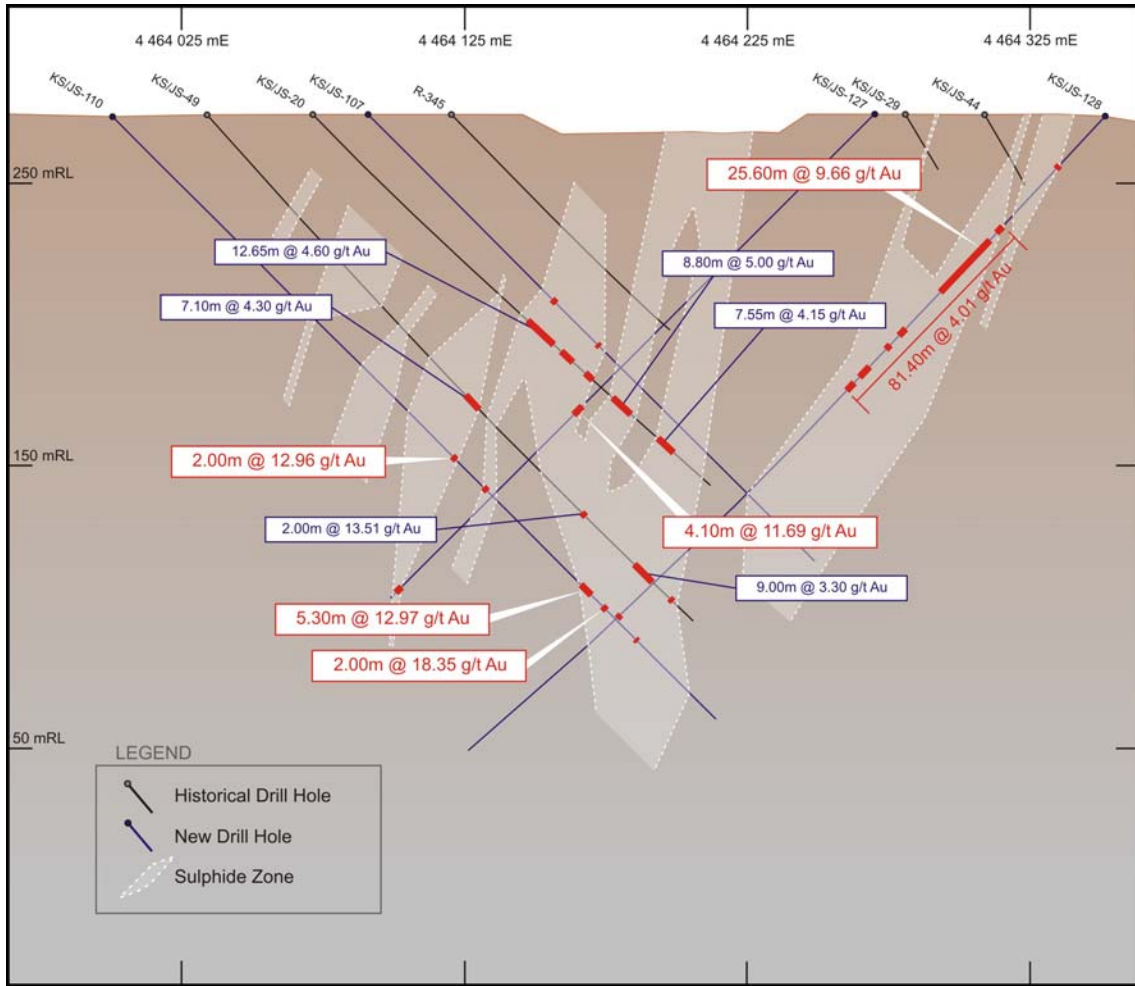 4 464 025 mE
4 464 125 mE
4 464 225 mE
4 464 325 mE
KS/JS-110
KS/JS-49
KS/JS-20
KS/JS-107
R-345
KS/JS-127
KS/JS-29
KS/JS-44
KS/JS-128
250 mRL
25.60m @ 9.66 g/t Au
12.65m @ 4.60 g/t Au
8.80m @ 5.00 g/t Au
7.10m @ 4.30 g/t Au
7.55m @ 4.15 g/t Au
81.40m @ 4.01 g/t Au
150 mRL
2.00m @ 12.96 g/t Au
2.00m @ 13.51 g/t Au
4.10m @ 11.69 g/t Au
9.00m @ 3.30 g/t Au
5.30m @ 12.97 g/t Au
2.00m @ 18.35 g/t Au
50 mRL
LEGEND
Historical Drill Hole
New Drill Hole
Sulphide Zone